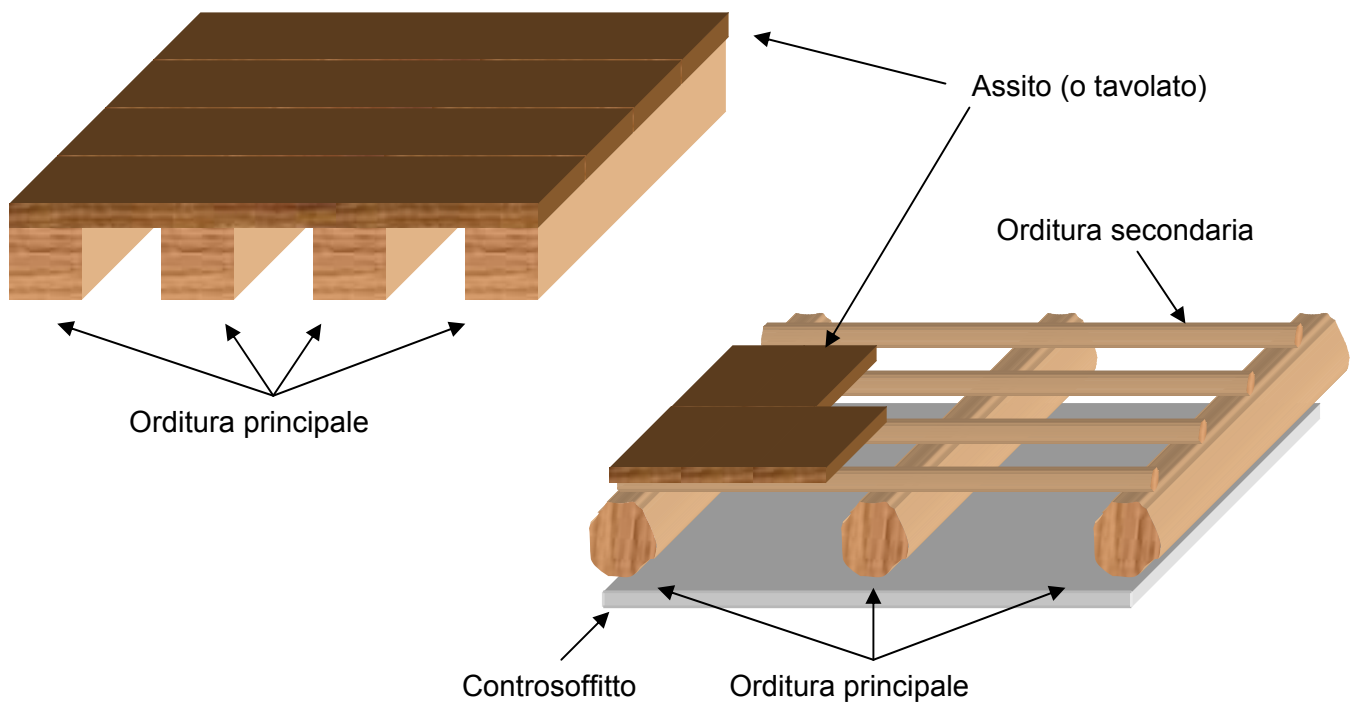 Assito (o tavolato)
Orditura secondaria
Orditura principale
Controsoffitto
Orditura principale